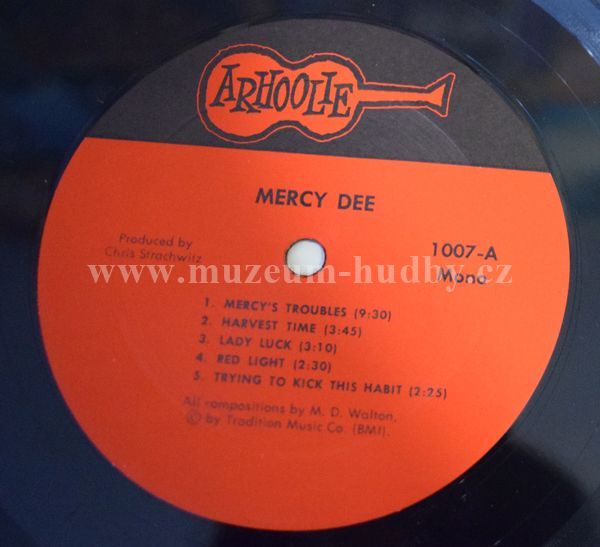 ARHOOLIE
MERCY DEE
Produced by
Chris Strachwitz
1007-A
Mono
www.muzeum-hudby.cz
1. MERCY'S TROUBLES (9:30)
2. HARVEST TIME (3:45)
3. LADY LUCK (3:10)
4. RED LIGHT (2:30)
5. TRYING TO KICK THIS HABIT (2:25)
All compositions by M. D. Walton,
© by Tradition Music Co. (BMI).